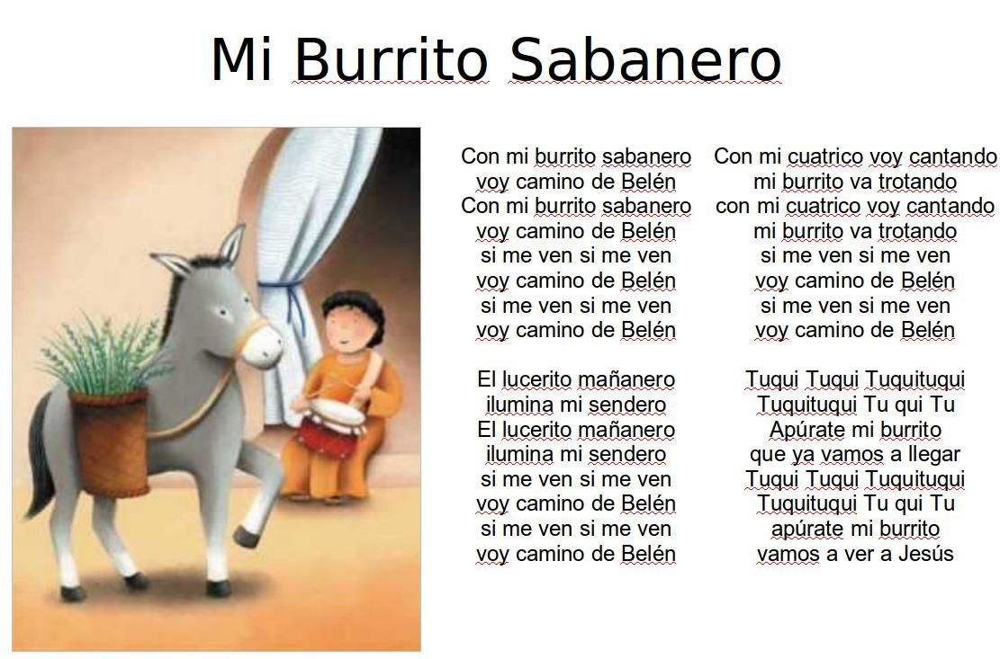 Mi Burrito Sabanero
Con mi burrito sabanero
voy camino de Belén
Con mi burrito sabanero
voy camino de Belén
si me ven si me ven
voy camino de Belén
si me ven si me ven
voy camino de Belén
El lucerito mañanero
ilumina mi sendero
El lucerito mañanero
ilumina mi sendero
si me ven si me ven
voy camino de Belén
si me ven si me ven
voy camino de Belén
Con mi cuatrico voy cantando
mi burrito va trotando
con mi cuatrico voy cantando
mi burrito va trotando
si me ven si me ven
voy camino de Belén
si me ven si me ven
voy camino de Belén
Tuqui Tuqui Tuquituqui
Tuquituqui Tu qui Tu
Apúrate mi burrito
que ya vamos a llegar
Tuqui Tuqui Tuquituqui
Tuquituqui Tu qui Tu
apúrate mi burrito
vamos a ver a Jesús